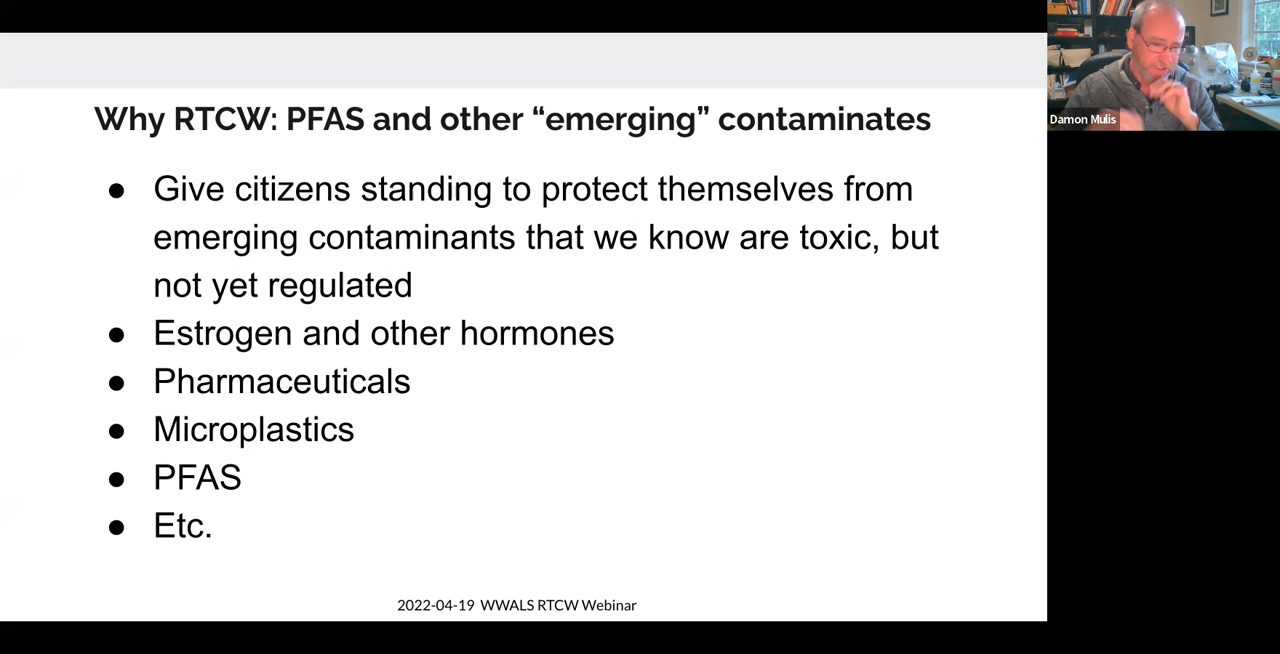 Why RTCW: PFAS and other “emerging” contaminates
● Give citizens standing to protect themselves from
emerging contaminants that we know are toxic, but
not yet regulated
● Estrogen and other hormones
● Pharmaceuticals
● Microplastics
● PFAS
● Etc.
2022-04-19 WWALS RTCW Webinar
Damon Mulis